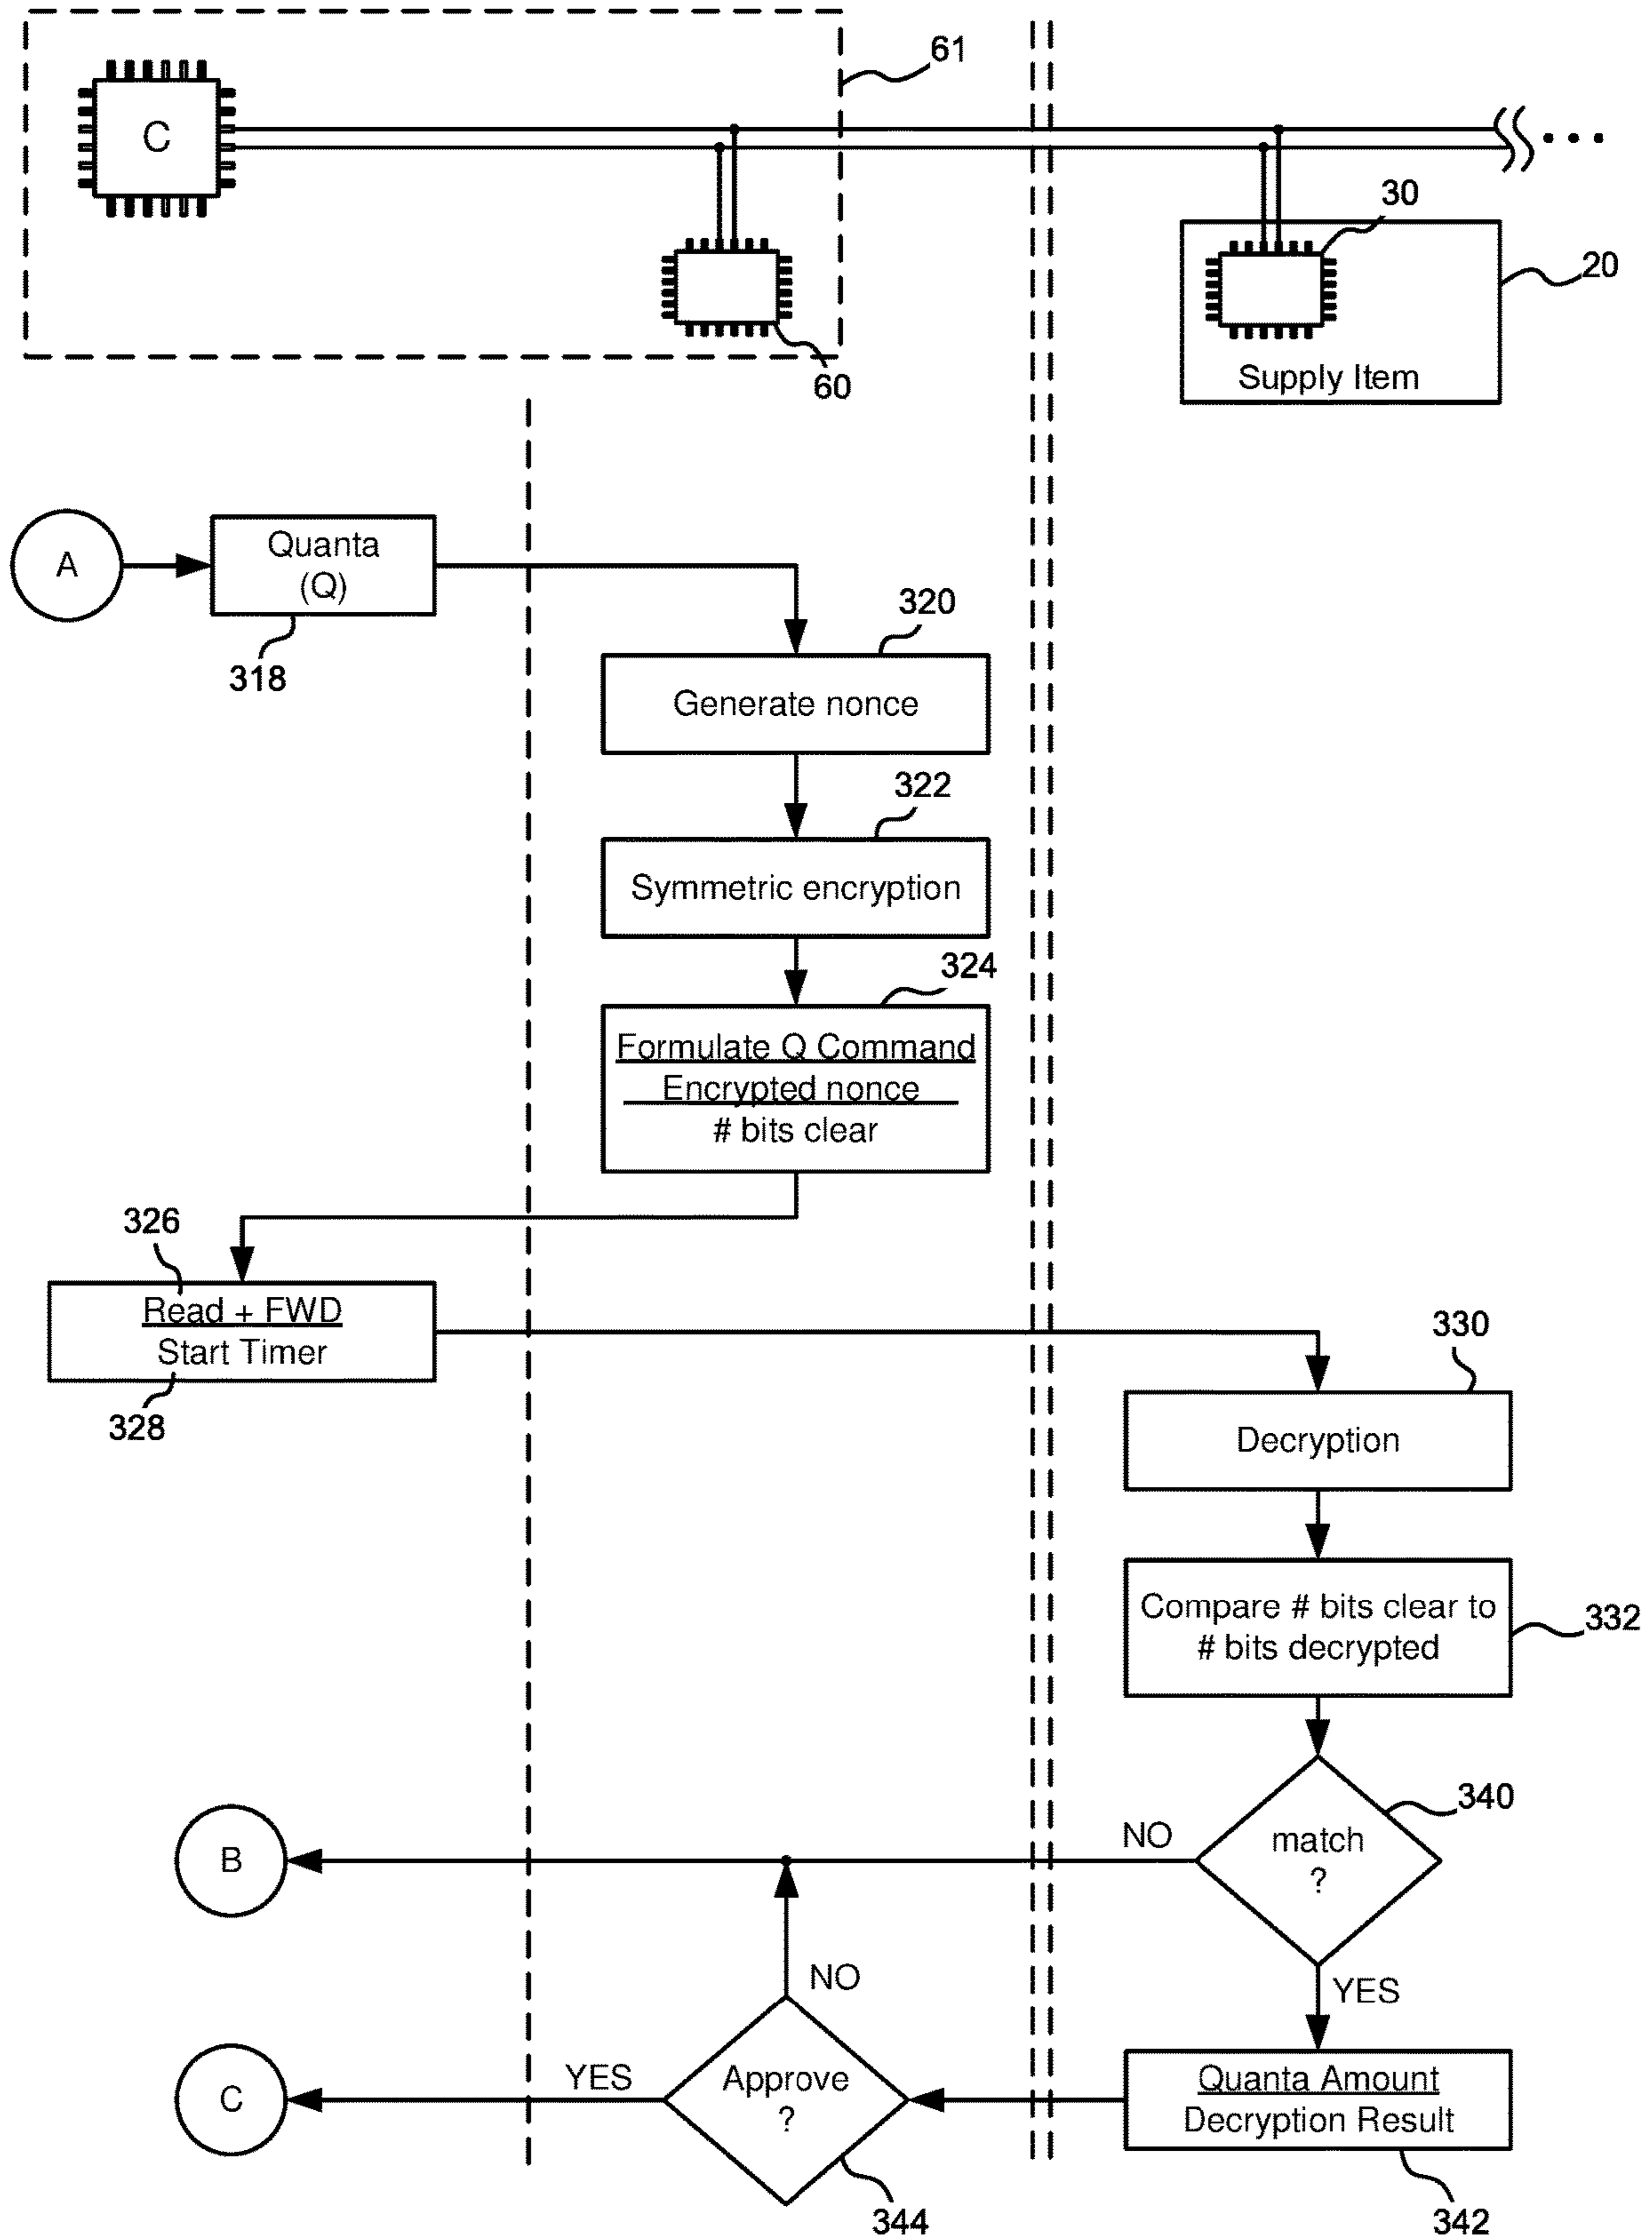 61
C
30
20
Supply Item
60
A
Quanta
(Q)
318
320
Generate nonce
322
Symmetric encryption
324
Formulate Q Command
Encrypted nonce
# bits clear
326
Read + FWD
Start Timer
328
330
Decryption
Compare # bits clear to
# bits decrypted
332
340
match
?
NO
B
YES
NO
Approve
?
YES
C
344
Quanta Amount
Decryption Result
342